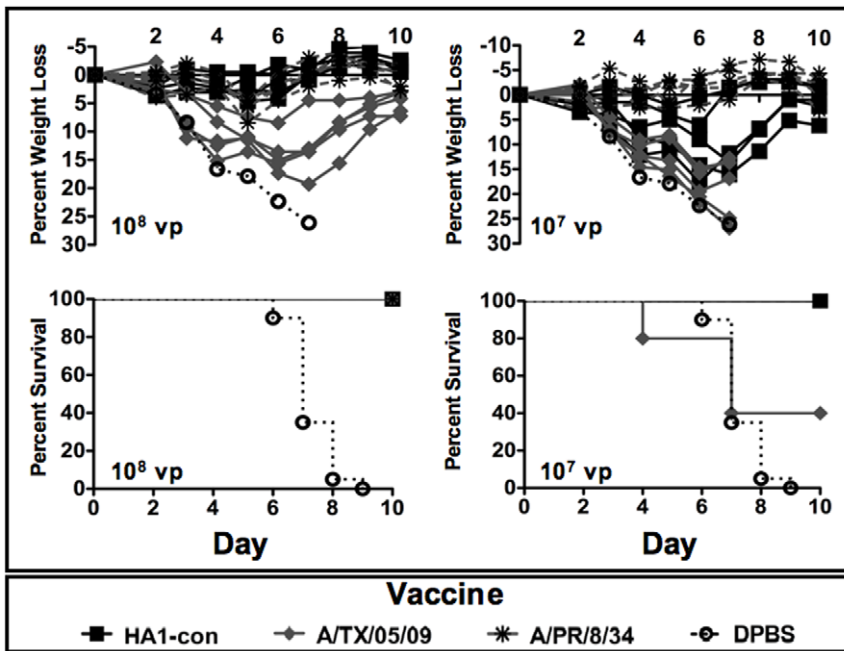 2 4 6 8 10
-5
0
5
10
15
20
25
30
Percent Weight Loss
10⁸ vp
2 4 6 8 10
-10
-5
0
5
10
15
20
25
30
Percent Weight Loss
10⁷ vp
100
80
60
40
20
0
Percent Survival
10⁸ vp
0 2 4 6 8 10
Day
100
80
60
40
20
0
Percent Survival
10⁷ vp
0 2 4 6 8 10
Day
Vaccine
HA1-con A/TX/05/09 A/PR/8/34 DPBS